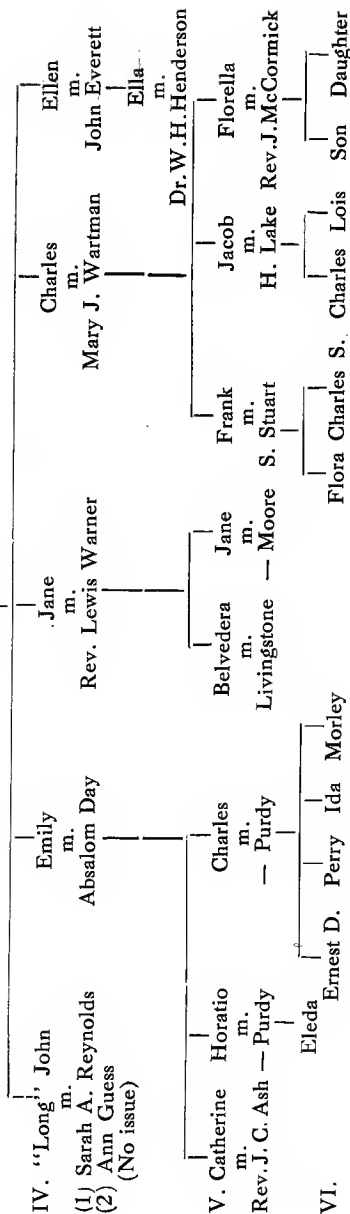 IV. "Long" John Emily Jane Charles Ellen
m. m. m. m. m.
(1) Sarah A. Reynolds Absalom Day Rev. Lewis Warner Mary J. Wartman John Everett
(2) Ann Guess Ella
(No issue) m.
Dr. W.H.Henderson
V. Catherine Horatio Charles Belvedera Jane Frank Jacob Florella
m. m. m. m. m. m. m. m.
Rev. J. C. Ash — Purdy — Purdy Livingstone — Moore S. Stuart H. Lake Rev. J. McCormick
Eleda
VI. Ernest D. Perry Ida Morley Flora Charles S. Charles Lois Son Daughter